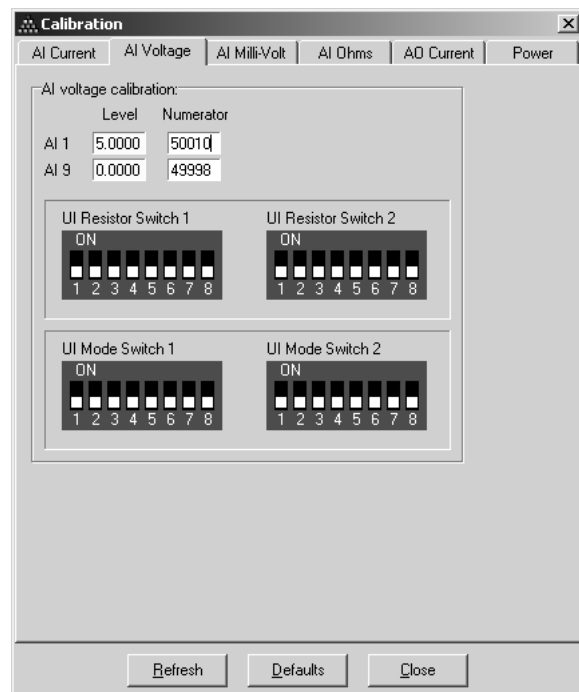 Calibration
AI Current AI Voltage AI Milli-Volt AI Ohms AO Current Power
AI voltage calibration:
Level Numerator
AI 1 5.0000 50010
AI 9 0.0000 49998
UI Resistor Switch 1 UI Resistor Switch 2
ON ON
1 2 3 4 5 6 7 8 1 2 3 4 5 6 7 8
UI Mode Switch 1 UI Mode Switch 2
ON ON
1 2 3 4 5 6 7 8 1 2 3 4 5 6 7 8
Refresh Defaults Close